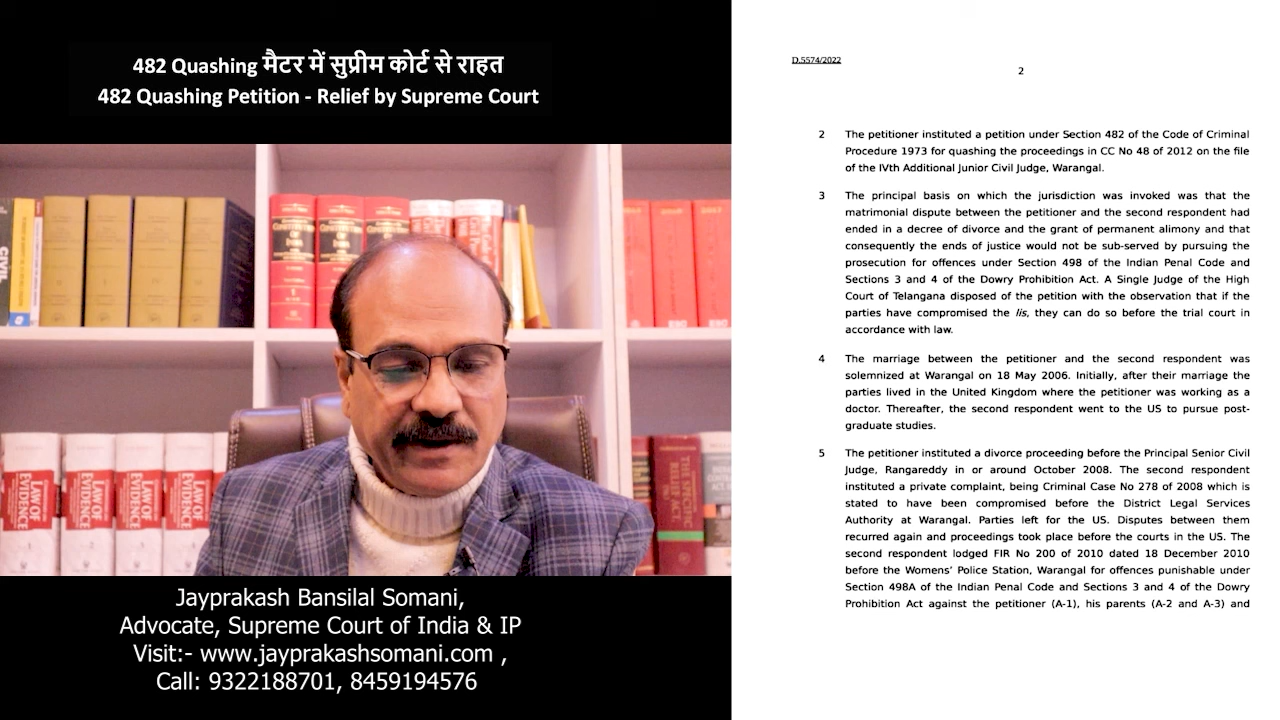 482 Quashing मैटर में सुप्रीम कोर्ट से राहत
482 Quashing Petition - Relief by Supreme Court
CIVIL
LAW OF EVIDENCE
LAW OF EVIDENCE
LAW OF EVIDENCE
LAW OF EVIDENCE
THE SPECIFIC RELIEF ACT
Jayprakash Bansilal Somani,
Advocate, Supreme Court of India & IP
Visit:- www.jayprakashsomani.com ,
Call: 9322188701, 8459194576
D.5574/2022
2
2 The petitioner instituted a petition under Section 482 of the Code of Criminal
Procedure 1973 for quashing the proceedings in CC No 48 of 2012 on the file
of the IVth Additional Junior Civil Judge, Warangal.
3 The principal basis on which the jurisdiction was invoked was that the
matrimonial dispute between the petitioner and the second respondent had
ended in a decree of divorce and the grant of permanent alimony and that
consequently the ends of justice would not be sub-served by pursuing the
prosecution for offences under Section 498 of the Indian Penal Code and
Sections 3 and 4 of the Dowry Prohibition Act. A Single Judge of the High
Court of Telangana disposed of the petition with the observation that if the
parties have compromised the lis, they can do so before the trial court in
accordance with law.
4 The marriage between the petitioner and the second respondent was
solemnized at Warangal on 18 May 2006. Initially, after their marriage the
parties lived in the United Kingdom where the petitioner was working as a
doctor. Thereafter, the second respondent went to the US to pursue post-
graduate studies.
5 The petitioner instituted a divorce proceeding before the Principal Senior Civil
Judge, Rangareddy in or around October 2008. The second respondent
instituted a private complaint, being Criminal Case No 278 of 2008 which is
stated to have been compromised before the District Legal Services
Authority at Warangal. Parties left for the US. Disputes between them
recurred again and proceedings took place before the courts in the US. The
second respondent lodged FIR No 200 of 2010 dated 18 December 2010
before the Womens’ Police Station, Warangal for offences punishable under
Section 498A of the Indian Penal Code and Sections 3 and 4 of the Dowry
Prohibition Act against the petitioner (A-1), his parents (A-2 and A-3) and